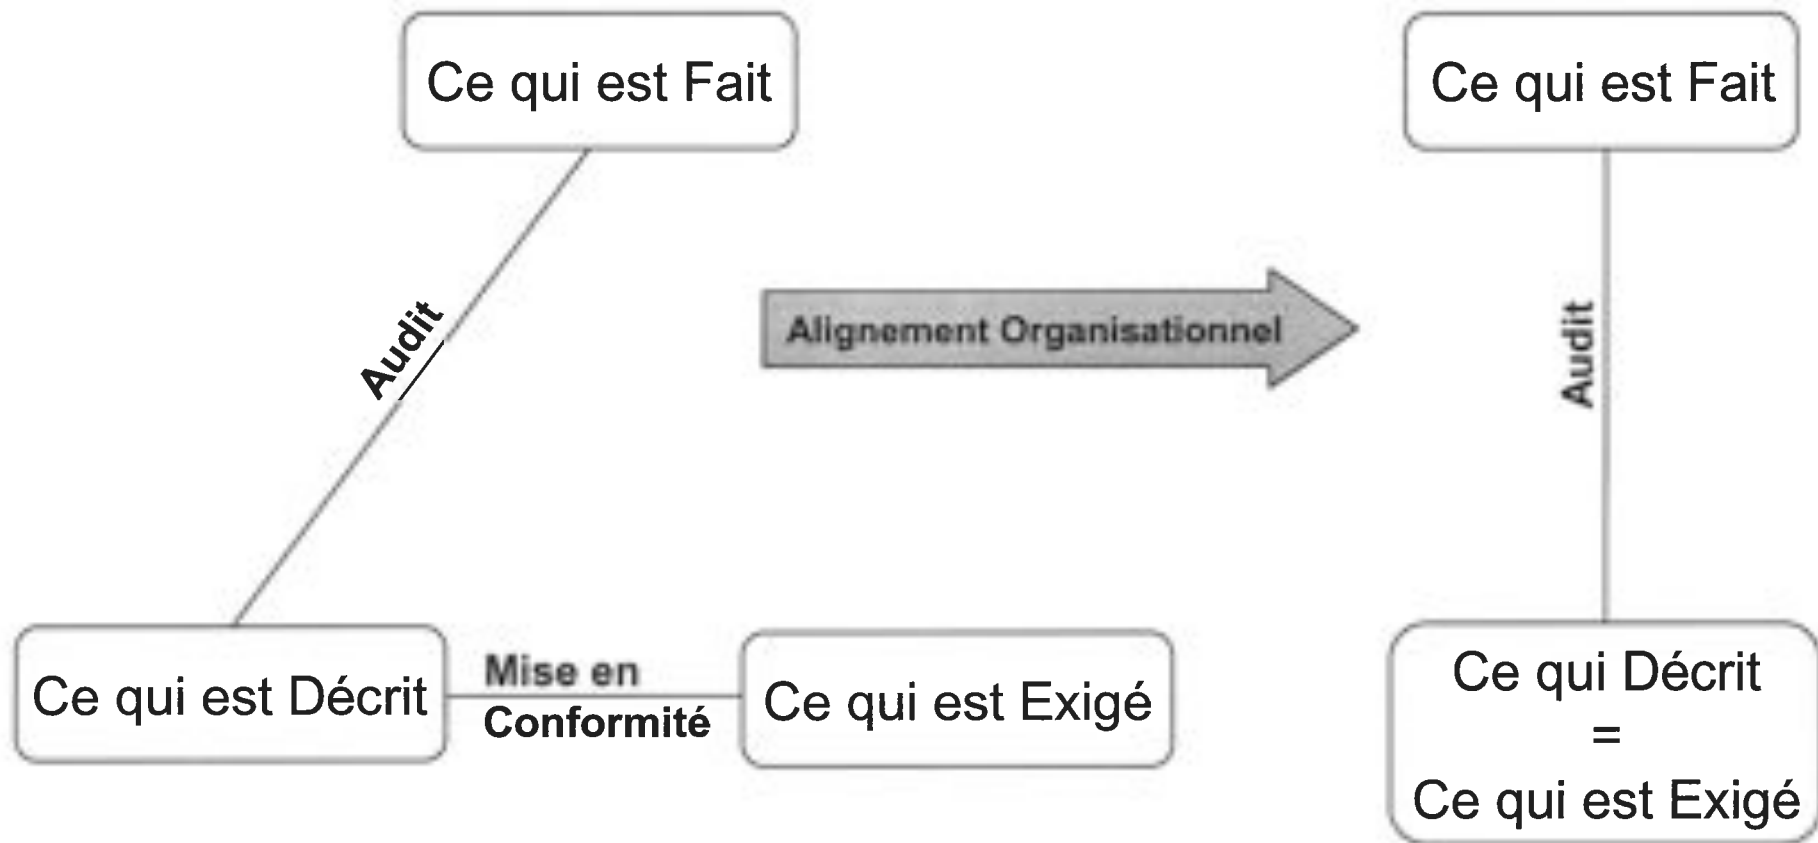 Ce qui est Fait
Ce qui est Fait
Audit
Alignement Organisationnel
Audit
Ce qui est Décrit
Mise en
Conformité
Ce qui est Exigé
Ce qui Décrit
=
Ce qui est Exigé